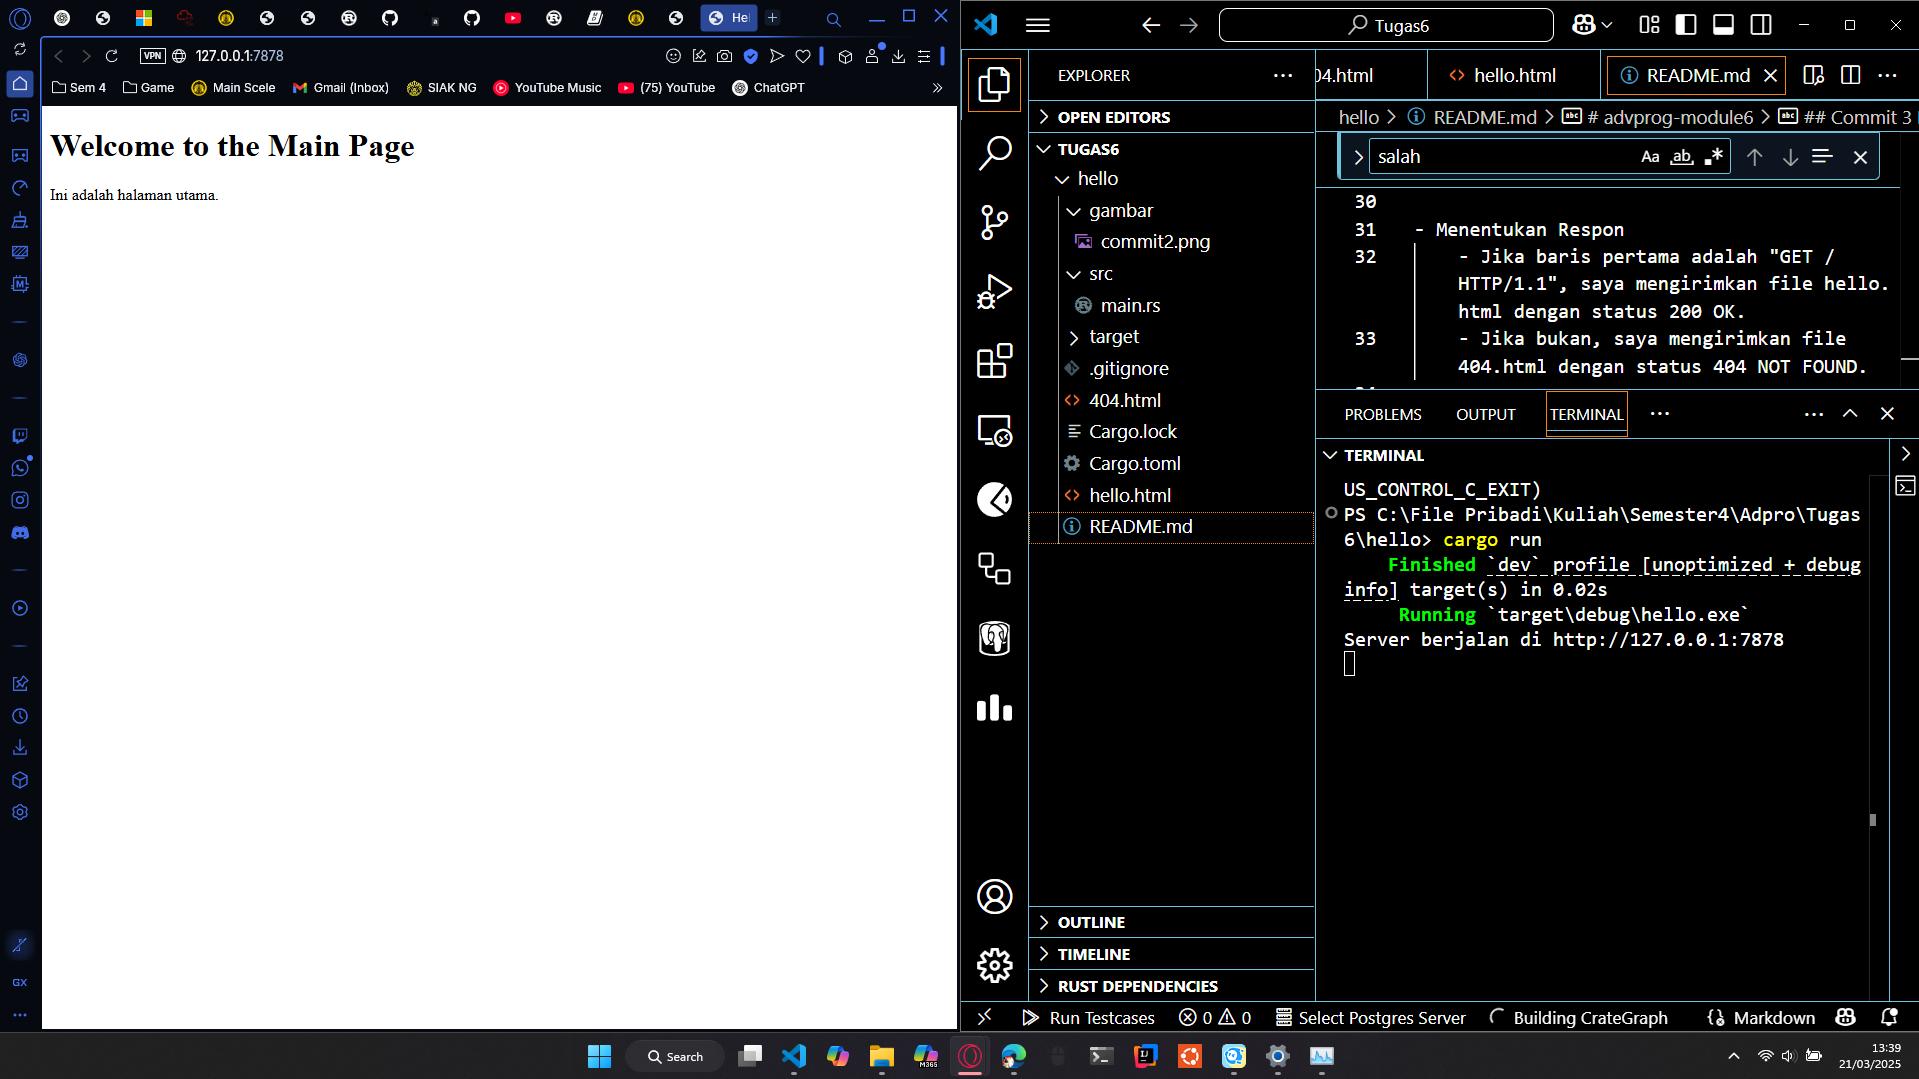 He
VPN 127.0.0.1:7878
Sem 4 Game Main Scele Gmail (Inbox) SIAK NG YouTube Music (75) YouTube ChatGPT
Welcome to the Main Page
Ini adalah halaman utama.
GX
Tugas6
EXPLORER
OPEN EDITORS
TUGAS6
hello
gambar
commit2.png
src
main.rs
target
.gitignore
404.html
Cargo.lock
Cargo.toml
hello.html
README.md
OUTLINE
TIMELINE
RUST DEPENDENCIES
04.html hello.html README.md
hello > README.md > # advprog-module6 > ## Commit 3
salah
Aa ab
30
31 - Menentukan Respon
32 - Jika baris pertama adalah "GET /
HTTP/1.1", saya mengirimkan file hello.
html dengan status 200 OK.
33 - Jika bukan, saya mengirimkan file
404.html dengan status 404 NOT FOUND.
PROBLEMS OUTPUT TERMINAL
TERMINAL
US_CONTROL_C_EXIT)
PS C:\File Pribadi\Kuliah\Semester4\Adpro\Tugas
6\hello> cargo run
Finished `dev` profile [unoptimized + debug
info] target(s) in 0.02s
Running `target\debug\hello.exe`
Server berjalan di http://127.0.0.1:7878
Run Testcases 0 0 Select Postgres Server Building CrateGraph Markdown
Search
M365
13:39
21/03/2025